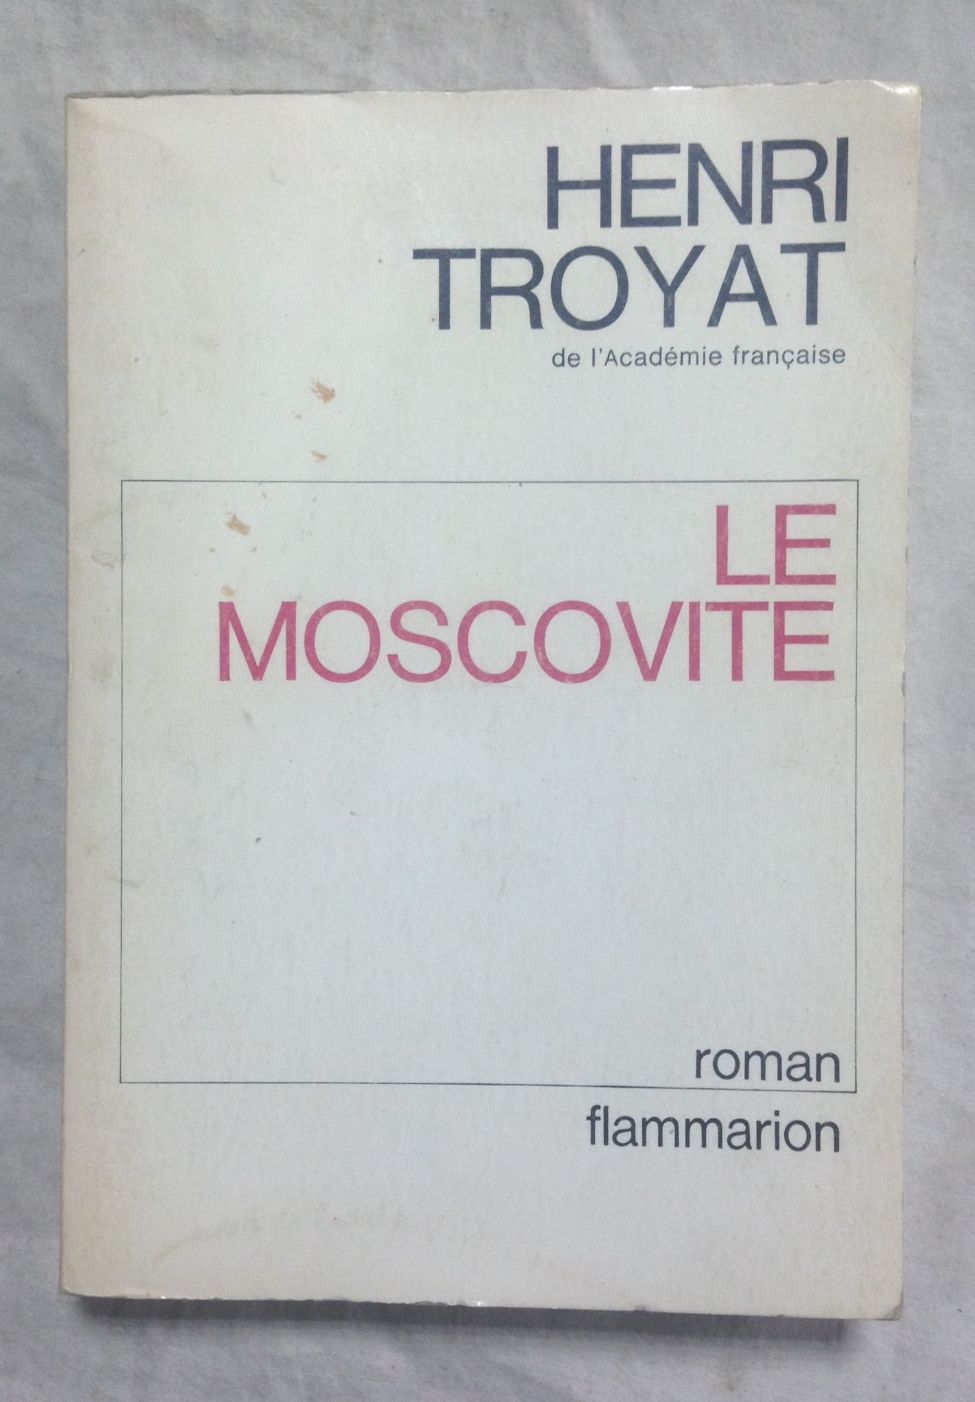 HENRI
TROYAT
de l'Académie française
LE
MOSCOVITE
roman
flammarion